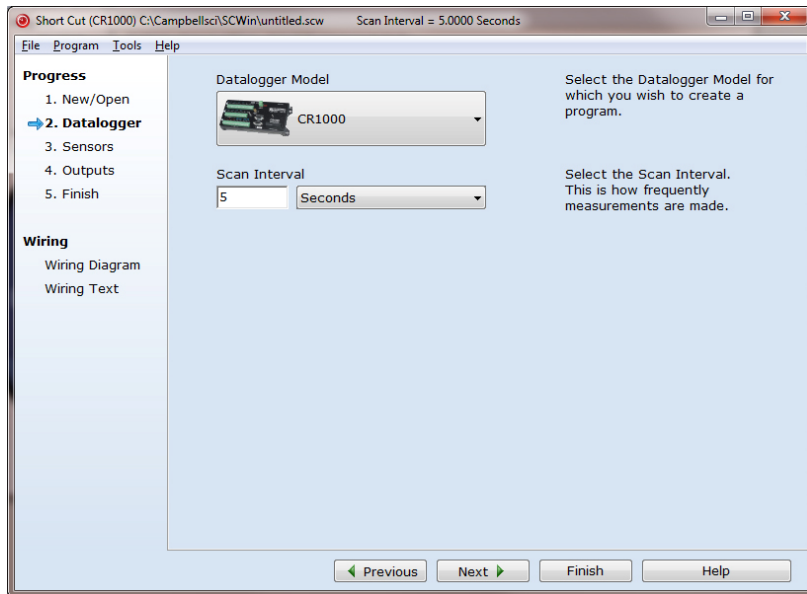 Short Cut (CR1000) C:\Campbellsci\SCWin\untitled.scw Scan Interval = 5.0000 Seconds
File Program Tools Help
Progress
1. New/Open
2. Datalogger
3. Sensors
4. Outputs
5. Finish
Wiring
Wiring Diagram
Wiring Text
Datalogger Model
CR1000
Select the Datalogger Model for
which you wish to create a
program.
Scan Interval
5 Seconds
Select the Scan Interval.
This is how frequently
measurements are made.
Previous Next Finish Help